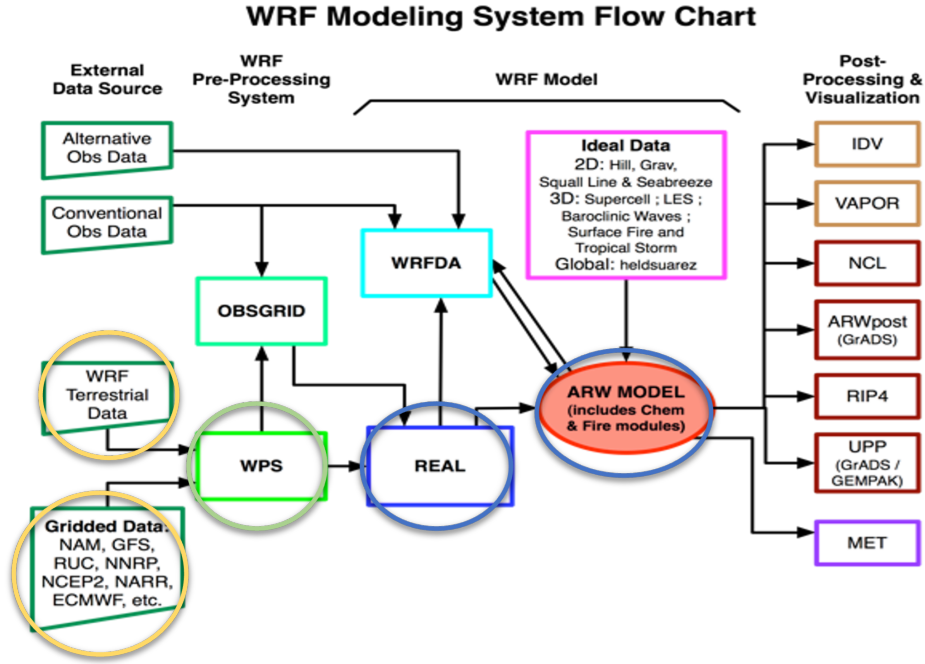 WRF Modeling System Flow Chart
External
Data Source
WRF
Pre-Processing
System
WRF Model
Post-
Processing &
Visualization
Alternative
Obs Data
Conventional
Obs Data
WRF
Terrestrial
Data
Gridded Data:
NAM, GFS,
RUC, NNRP,
NCEP2, NARR,
ECMWF, etc.
OBSGRID
WPS
WRFDA
REAL
Ideal Data
2D: Hill, Grav,
Squall Line & Seabreeze
3D: Supercell ; LES ;
Baroclinic Waves ;
Surface Fire and
Tropical Storm
Global: heldsuarez
ARW MODEL
(includes Chem
& Fire modules)
IDV
VAPOR
NCL
ARWpost
(GrADS)
RIP4
UPP
(GrADS /
GEMPAK)
MET